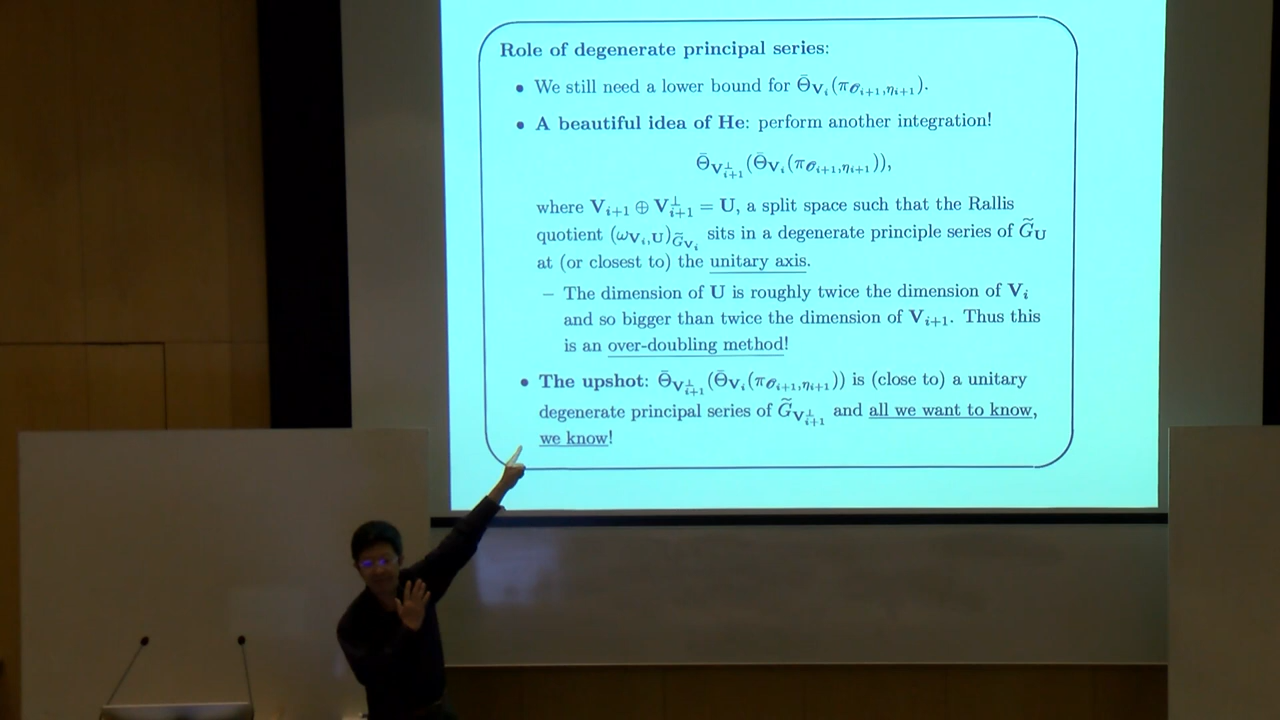 Role of degenerate principal series:
• We still need a lower bound for Θ̄_{V_i}(π_{𝒪_{i+1},η_{i+1}}).
• A beautiful idea of He: perform another integration!
Θ̄_{V_{i+1}^⊥}(Θ̄_{V_i}(π_{𝒪_{i+1},η_{i+1}})),
where V_{i+1} ⊕ V_{i+1}^⊥ = U, a split space such that the Rallis
quotient (ω_{V_i,U})_{G̃_{V_i}} sits in a degenerate principle series of G̃_U
at (or closest to) the unitary axis.
– The dimension of U is roughly twice the dimension of V_i
and so bigger than twice the dimension of V_{i+1}. Thus this
is an over-doubling method!
• The upshot: Θ̄_{V_{i+1}^⊥}(Θ̄_{V_i}(π_{𝒪_{i+1},η_{i+1}})) is (close to) a unitary
degenerate principal series of G̃_{V_{i+1}^⊥} and all we want to know,
we know!